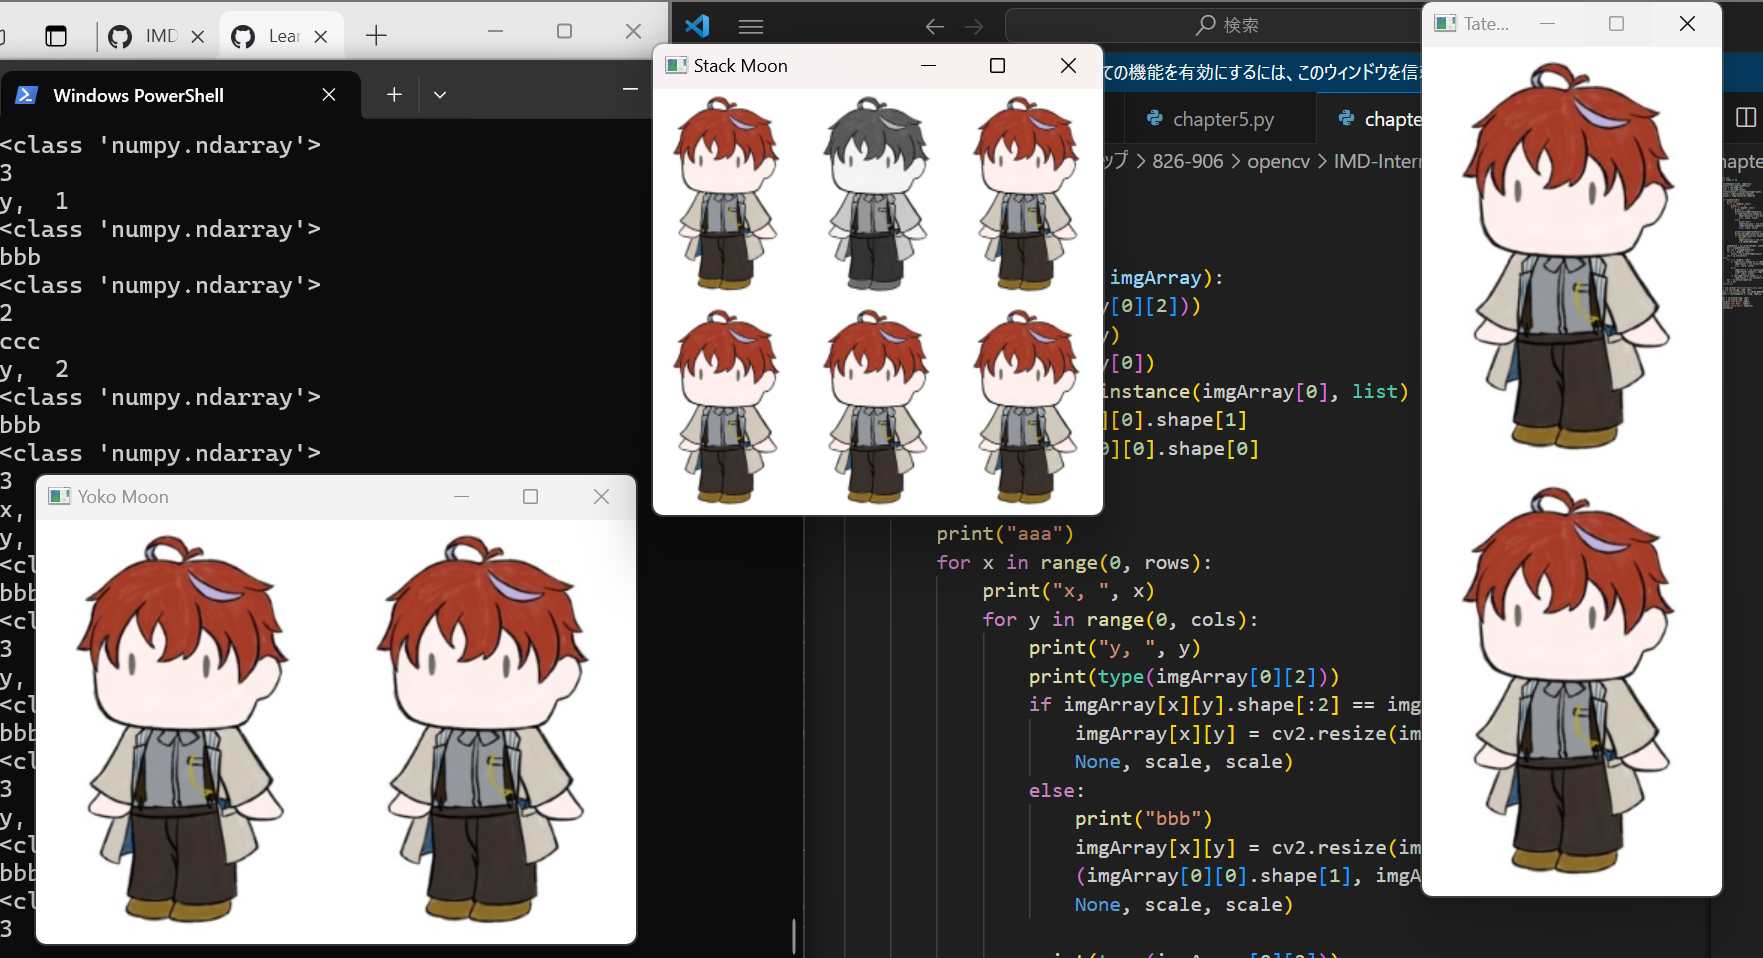 IMD
Lear
Windows PowerShell
<class 'numpy.ndarray'>
3
y,  1
<class 'numpy.ndarray'>
bbb
<class 'numpy.ndarray'>
2
ccc
y,  2
<class 'numpy.ndarray'>
bbb
<class 'numpy.ndarray'>
3
x,
y,
<cl
bbb
<cl
3
y,
<cl
bbb
<cl
3
y,
<cl
bbb
<cl
3
Yoko Moon
Stack Moon
検索
ての機能を有効にするには、このウィンドウを信
chapter5.py
chapte
ップ > 826-906 > opencv > IMD-Inter
imgArray):
[0][2]))
)
[0])
instance(imgArray[0], list)
][0].shape[1]
][0].shape[0]
print("aaa")
for x in range(0, rows):
print("x, ", x)
for y in range(0, cols):
print("y, ", y)
print(type(imgArray[0][2]))
if imgArray[x][y].shape[:2] == img
imgArray[x][y] = cv2.resize(im
None, scale, scale)
else:
print("bbb")
imgArray[x][y] = cv2.resize(im
(imgArray[0][0].shape[1], imgA
None, scale, scale)
Tate...
hapte